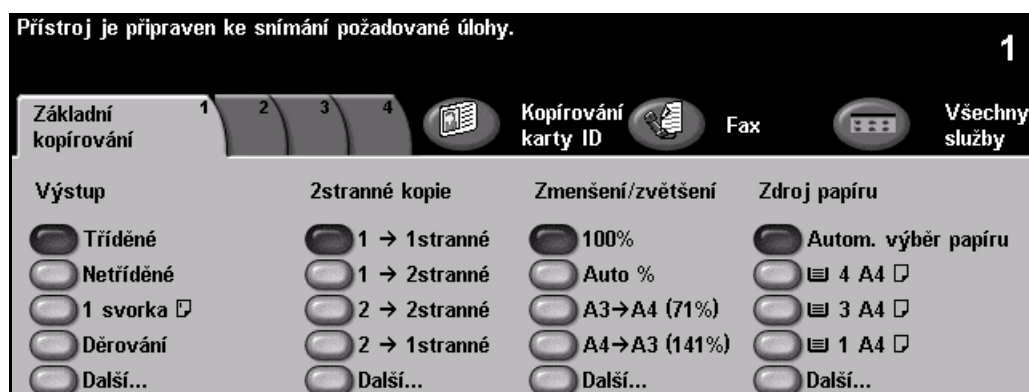 Přístroj je připraven ke snímání požadované úlohy.
1
Základní kopírování
1
2
3
4
Kopírování karty ID
Fax
Všechny služby
Výstup
Tříděné
Netříděné
1 svorka
Děrování
Další...
2stranné kopie
1 → 1stranné
1 → 2stranné
2 → 2stranné
2 → 1stranné
Další...
Zmenšení/zvětšení
100%
Auto %
A3→A4 (71%)
A4→A3 (141%)
Další...
Zdroj papíru
Autom. výběr papíru
4 A4
3 A4
1 A4
Další...